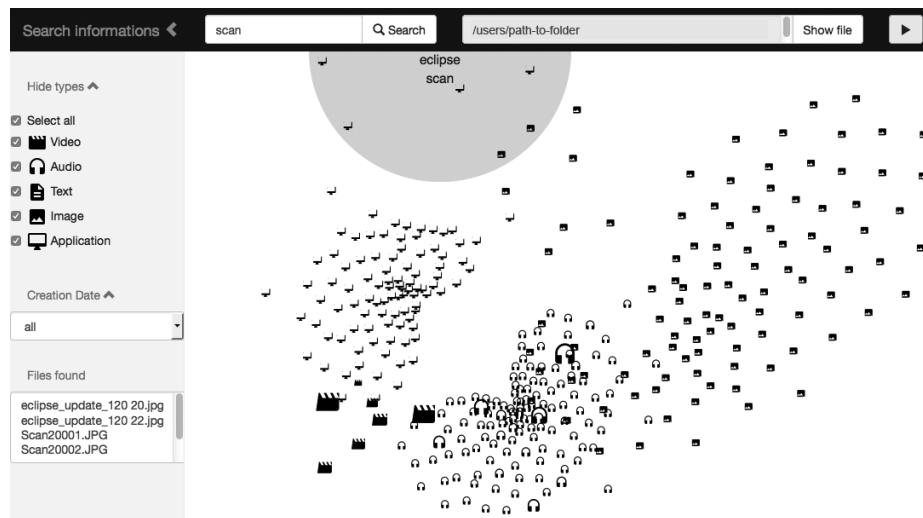 Search informations
scan
Search
/users/path-to-folder
Show file
Hide types
Select all
Video
Audio
Text
Image
Application
Creation Date
all
Files found
eclipse_update_120 20.jpg
eclipse_update_120 22.jpg
Scan20001.JPG
Scan20002.JPG
eclipse
scan